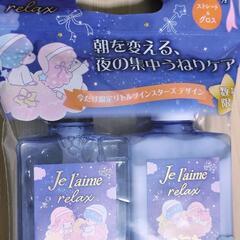 relax
ストレート&
グロス
朝を変える、
夜の集中うねりケア
今だけ限定リトルツインスターズ デザイン
数
限
Je l'aime
relax
Je l'aime
relax